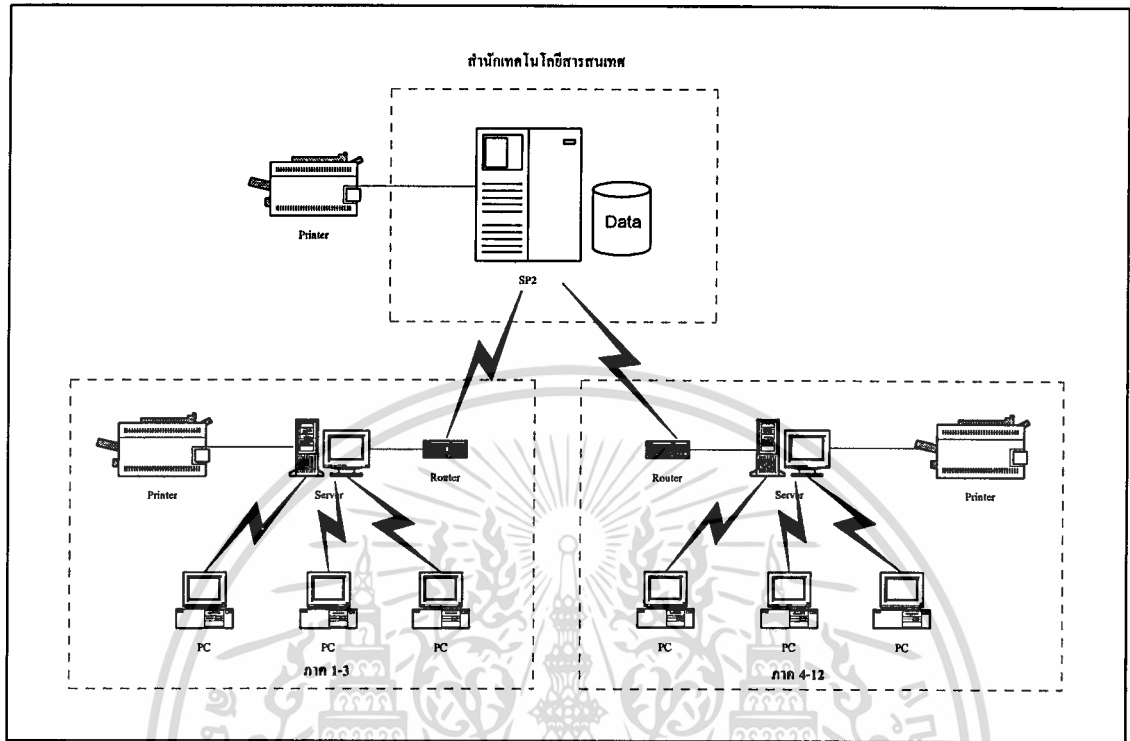 สำนักเทคโนโลยีสารสนเทศ
Data
Printer
SP2
Printer
Server
Router
Router
Server
Printer
PC
PC
PC
PC
PC
PC
ภาค 1-3
ภาค 4-12